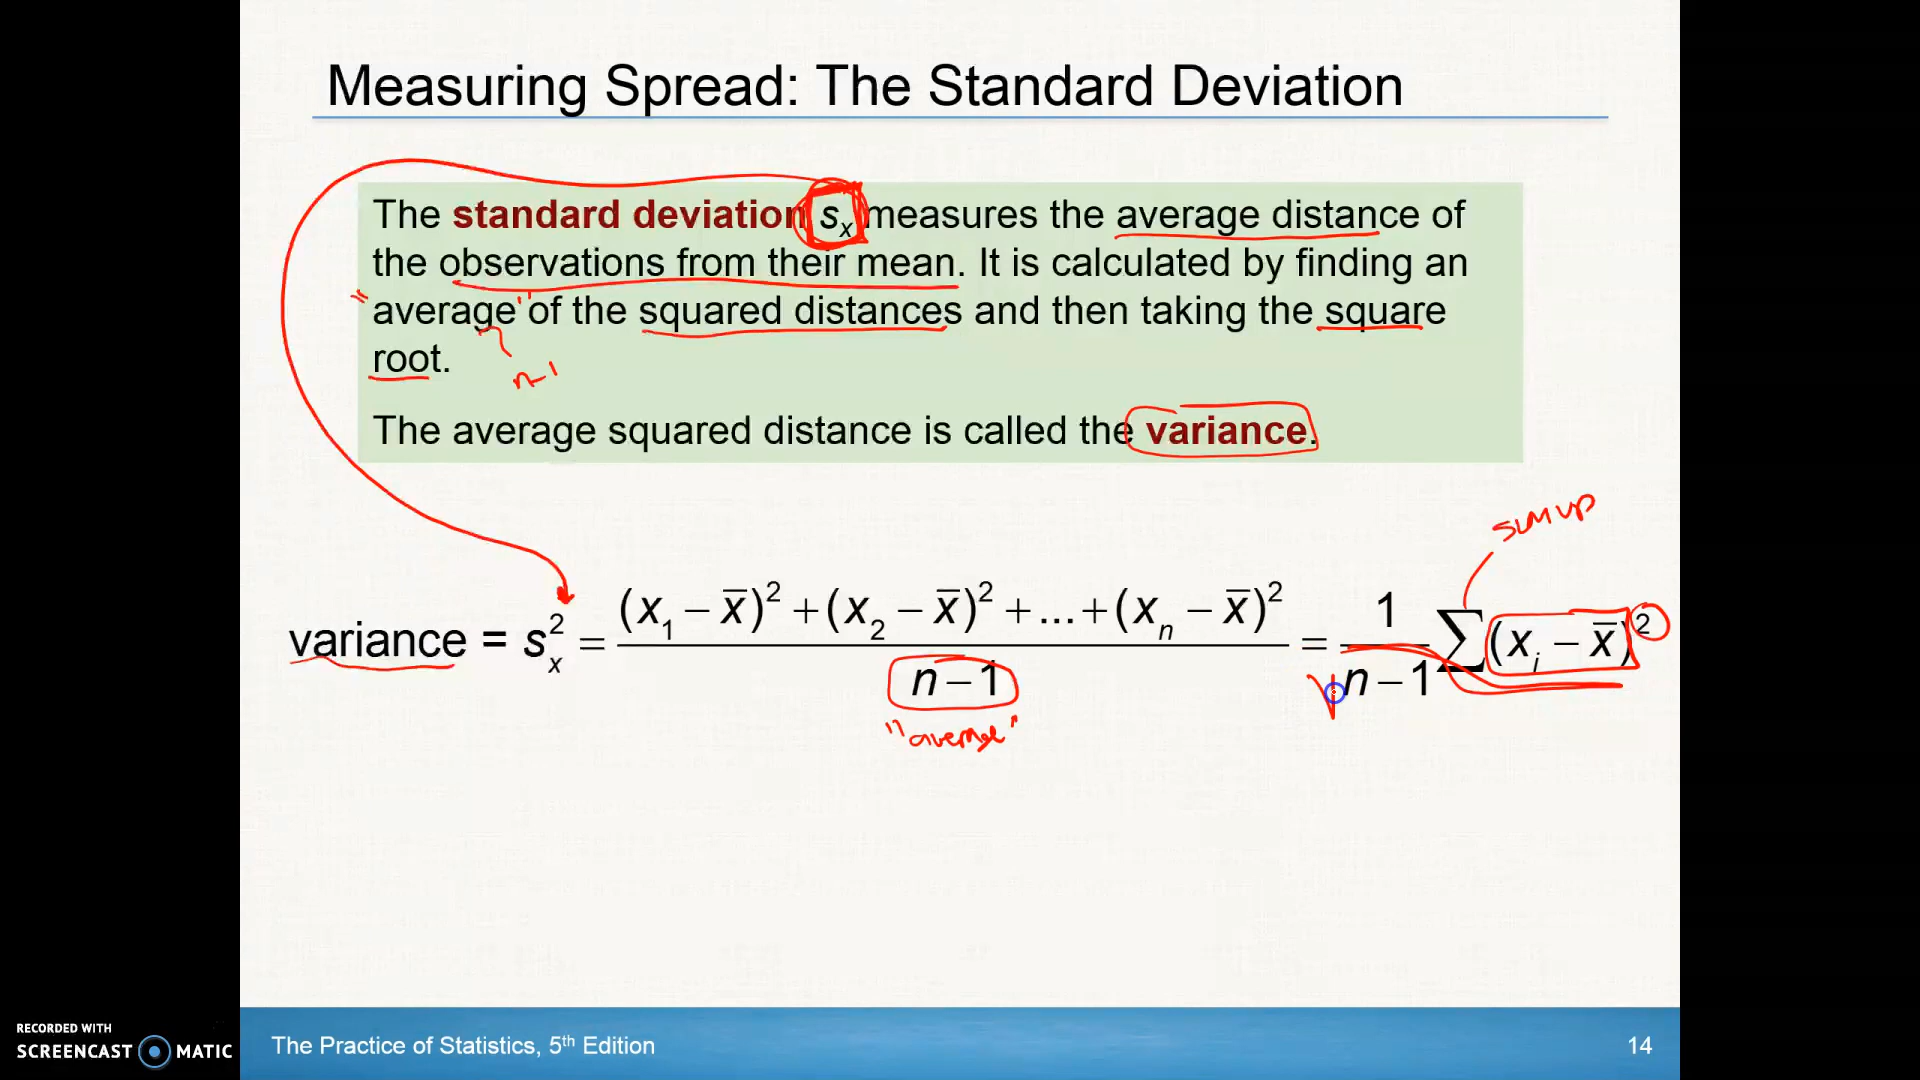 Measuring Spread: The Standard Deviation
The standard deviation sₓ measures the average distance of
the observations from their mean. It is calculated by finding an
"average" of the squared distances and then taking the square
root.
n-1
The average squared distance is called the variance.
sum up
variance = sₓ² = (x₁ − x̅)² + (x₂ − x̅)² + ... + (xₙ − x̅)² / n − 1 = 1 / n − 1 ∑(xᵢ − x̅)²
"average"
RECORDED WITH
SCREENCAST MATIC
The Practice of Statistics, 5th Edition
14